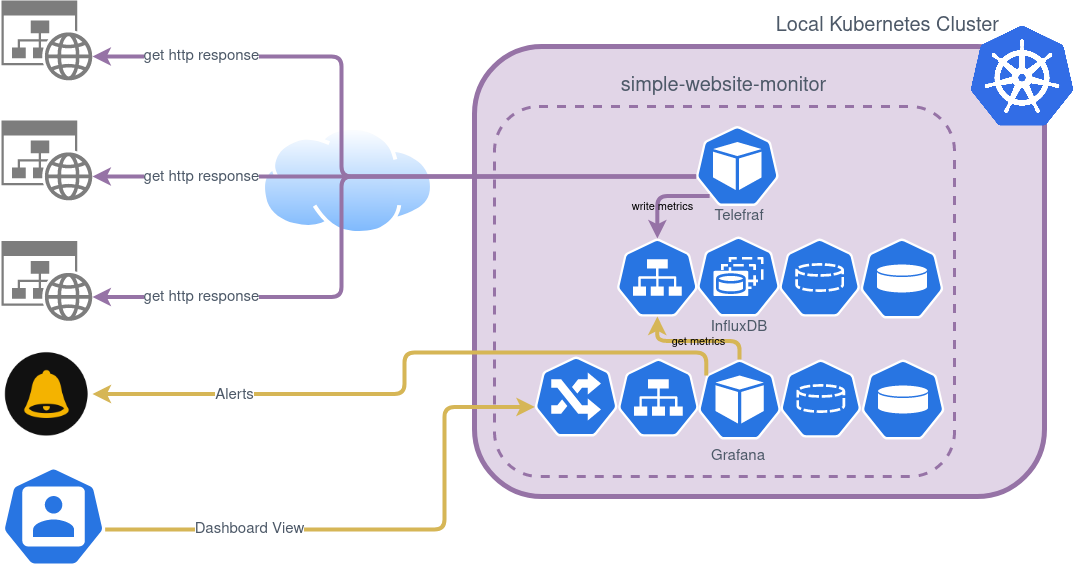 Local Kubernetes Cluster
simple-website-monitor
get http response
get http response
get http response
write metrics
Telefraf
InfluxDB
get metrics
Alerts
Grafana
Dashboard View